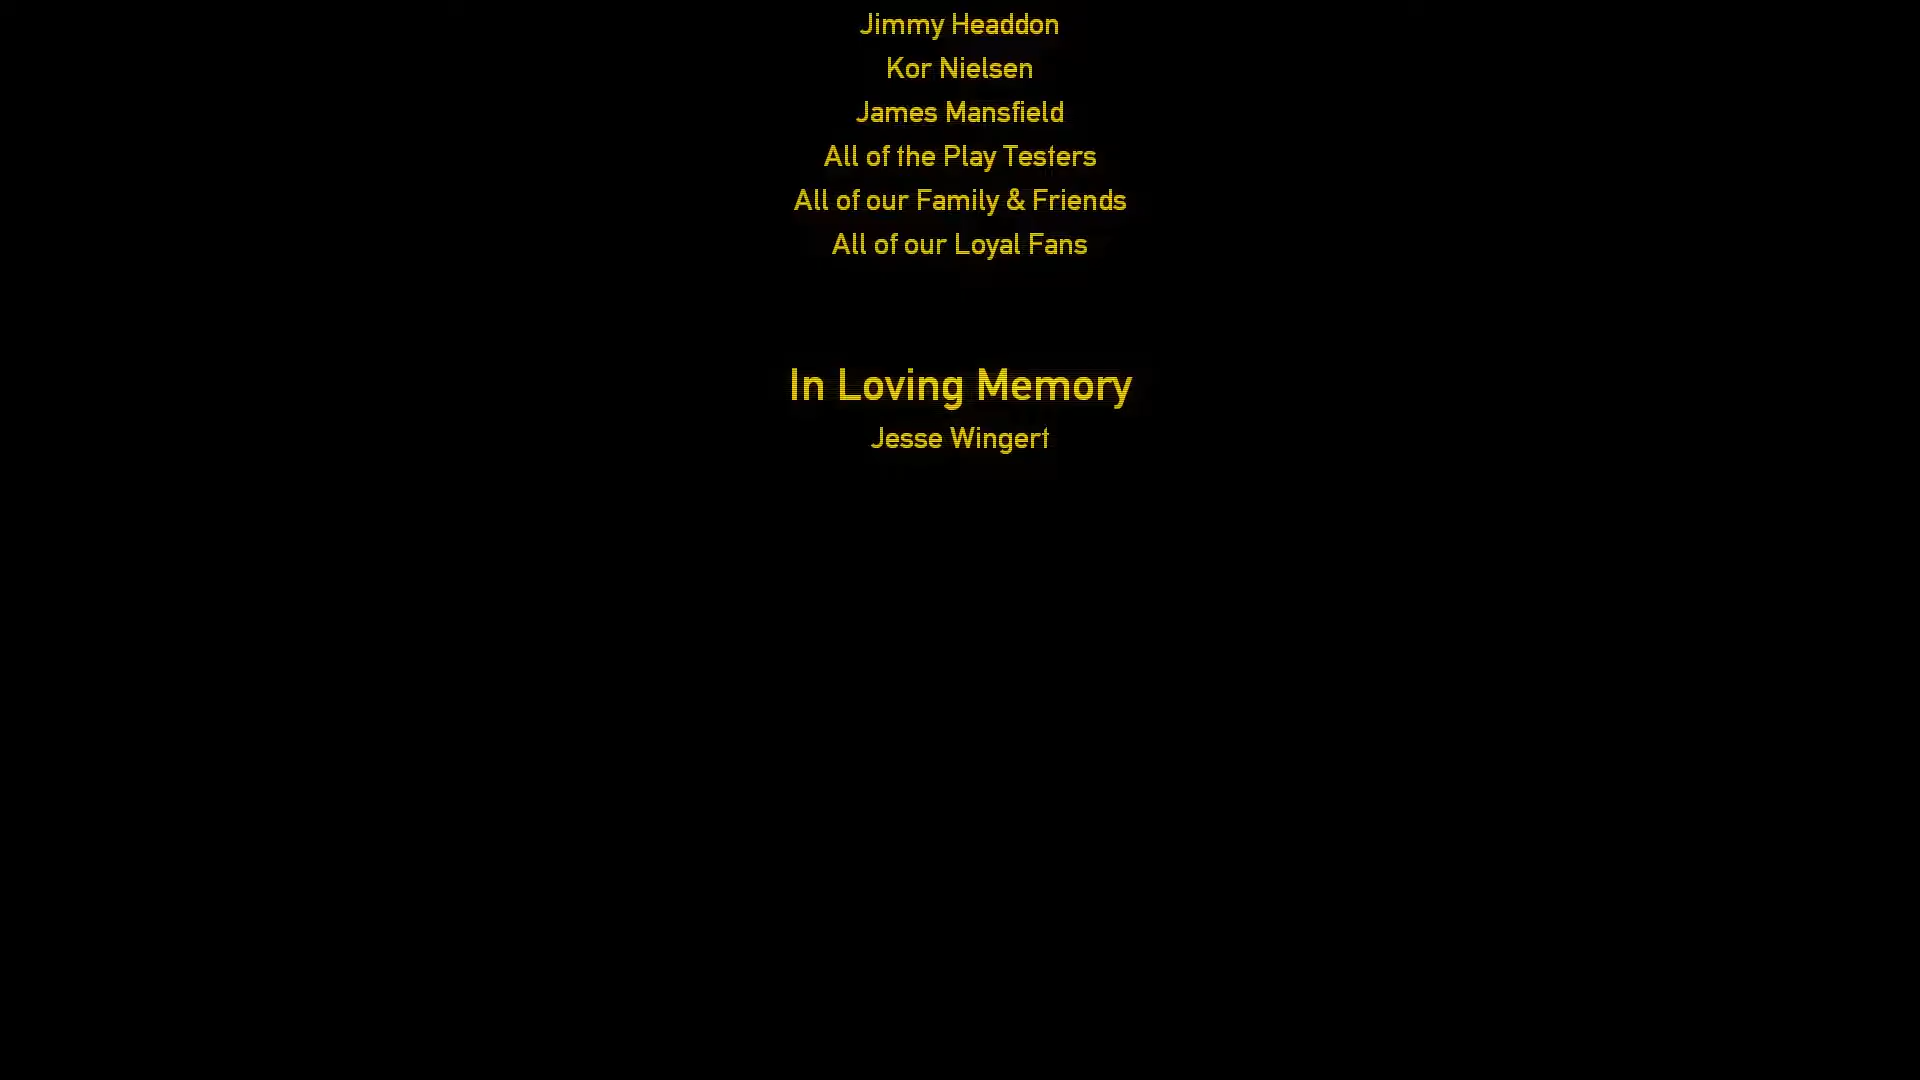 Jimmy Headdon
Kor Nielsen
James Mansfield
All of the Play Testers
All of our Family & Friends
All of our Loyal Fans
In Loving Memory
Jesse Wingert